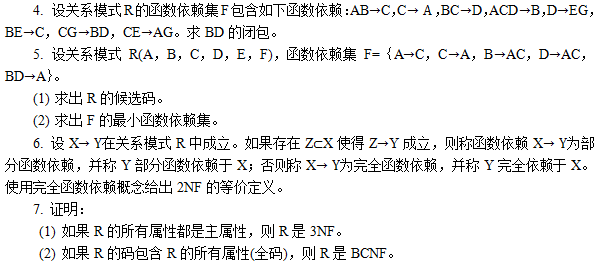 4. 设关系模式R的函数依赖集F包含如下函数依赖:AB→C,C→ A,BC→D,ACD→B,D→EG,
BE→C，CG→BD，CE→AG。求 BD 的闭包。
5. 设关系模式 R(A，B，C，D，E，F)，函数依赖集 F=｛A→C，C→A，B→AC，D→AC，
BD→A｝。
(1) 求出 R 的候选码。
(2) 求出 F 的最小函数依赖集。
6. 设 X→ Y在关系模式 R 中成立。如果存在 Z⊂X 使得 Z→Y 成立，则称函数依赖 X→ Y为部
分函数依赖，并称 Y 部分函数依赖于 X；否则称 X→ Y为完全函数依赖，并称 Y 完全依赖于 X。
使用完全函数依赖概念给出 2NF 的等价定义。
7. 证明：
(1) 如果 R 的所有属性都是主属性，则 R 是 3NF。
(2) 如果 R 的码包含 R 的所有属性(全码)，则 R 是 BCNF。